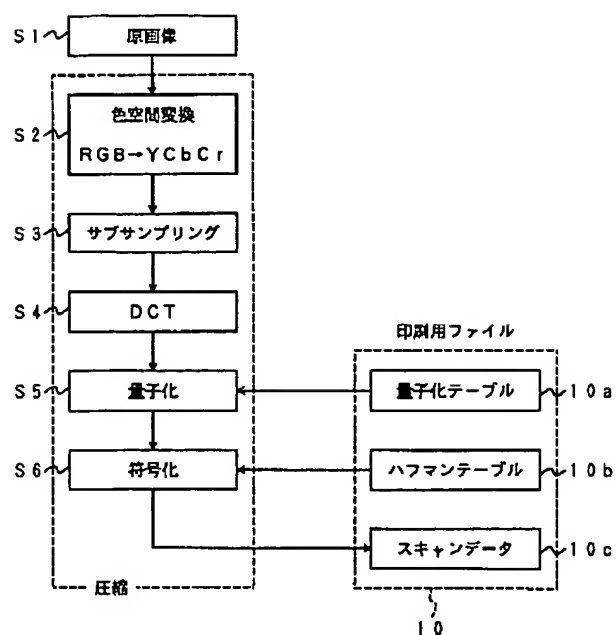 S1
原画像
S2
色空間変換
RGB→YCbCr
S3
サブサンプリング
S4
DCT
印刷用ファイル
S5
量子化
量子化テーブル
10a
S6
符号化
ハフマンテーブル
10b
スキャンデータ
10c
圧縮
10